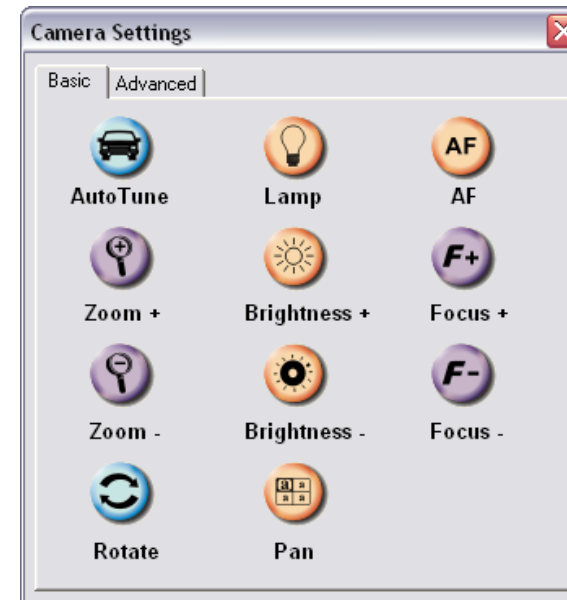 Camera Settings
Basic Advanced
AF
AutoTune Lamp AF
F+
Zoom + Brightness + Focus +
F-
Zoom - Brightness - Focus -
a a
a a
Rotate Pan